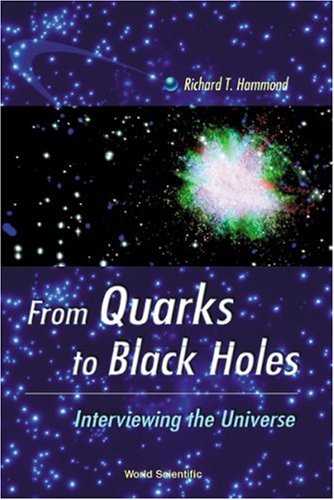 Richard T. Hammond
From Quarks
to Black Holes
Interviewing the Universe
World Scientific